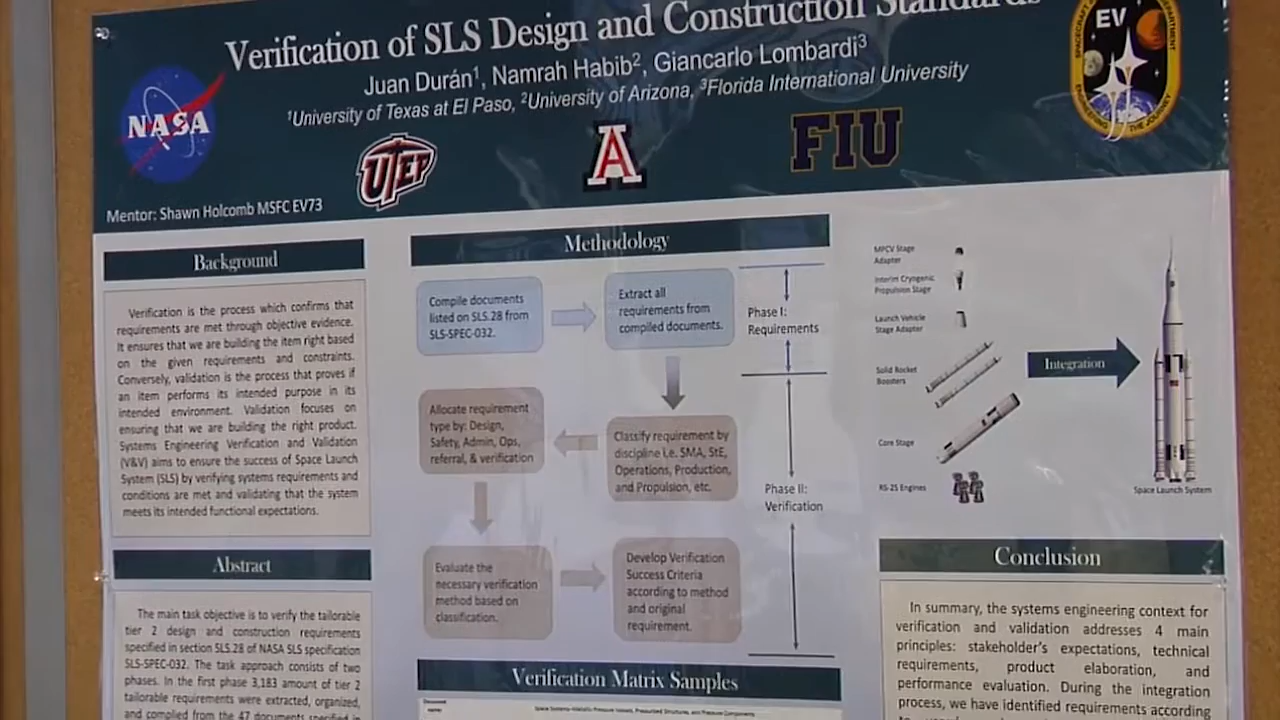 Verification of SLS Design and Construction Standards
Juan Durán¹, Namrah Habib², Giancarlo Lombardi³
¹University of Texas at El Paso, ²University of Arizona, ³Florida International University
NASA
UTEP
A
FIU
EV
Mentor: Shawn Holcomb MSFC EV73
Background
Verification is the process which confirms that
requirements are met through objective evidence.
It ensures that we are building the item right based
on the given requirements and constraints.
Conversely, validation is the process that proves if
an item performs its intended purpose in its
intended environment. Validation focuses on
ensuring that we are building the right product.
Systems Engineering Verification and Validation
(V&V) aims to ensure the success of Space Launch
System (SLS) by verifying systems requirements and
conditions are met and validating that the system
meets its intended functional expectations.
Abstract
The main task objective is to verify the tailorable
tier 2 design and construction requirements
specified in section SLS.28 of NASA SLS specification
SLS-SPEC-032. The task approach consists of two
phases. In the first phase 3,183 amount of tier 2
tailorable requirements were extracted, organized,
and compiled from the 47 documents specified in
Methodology
Compile documents
listed on SLS.28 from
SLS-SPEC-032.
Extract all
requirements from
compiled documents.
Phase I:
Requirements
Allocate requirement
type by: Design,
Safety, Admin, Ops,
referral, & verification
Classify requirement by
discipline i.e. SMA, StE,
Operations, Production,
and Propulsion, etc.
Phase II:
Verification
Evaluate the
necessary verification
method based on
classification.
Develop Verification
Success Criteria
according to method
and original
requirement.
Verification Matrix Samples
MPCV Stage
Adapter
Interim Cryogenic
Propulsion Stage
Launch Vehicle
Stage Adapter
Solid Rocket
Boosters
Core Stage
RS-25 Engines
Integration
Space Launch System
Conclusion
In summary, the systems engineering context for
verification and validation addresses 4 main
principles: stakeholder's expectations, technical
requirements, product elaboration, and
performance evaluation. During the integration
process, we have identified requirements according